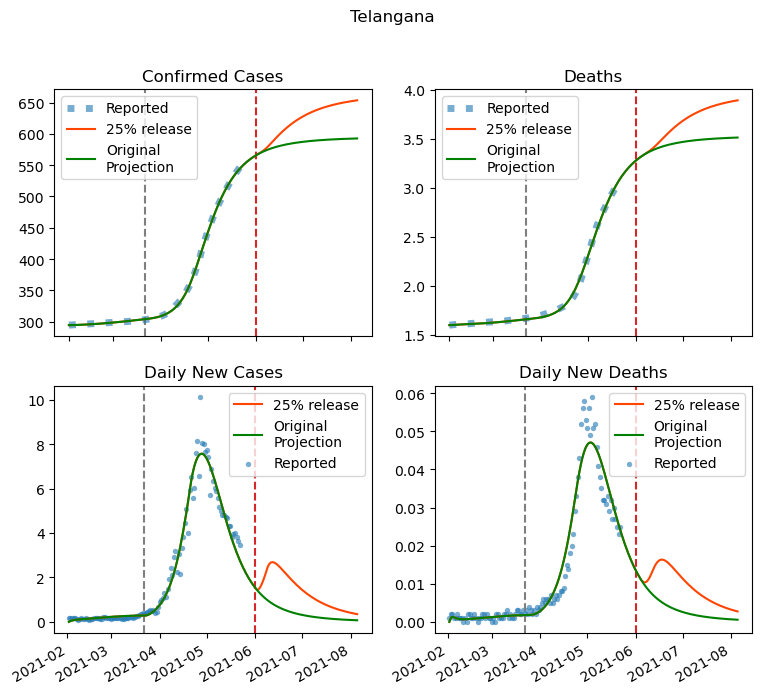 Telangana
Confirmed Cases
650
600
550
500
450
400
350
300
Reported
25% release
Original
Projection
Deaths
4.0
3.5
3.0
2.5
2.0
1.5
Reported
25% release
Original
Projection
Daily New Cases
10
8
6
4
2
0
25% release
Original
Projection
Reported
2021-02
2021-03
2021-04
2021-05
2021-06
2021-07
2021-08
Daily New Deaths
0.06
0.05
0.04
0.03
0.02
0.01
0.00
25% release
Original
Projection
Reported
2021-02
2021-03
2021-04
2021-05
2021-06
2021-07
2021-08